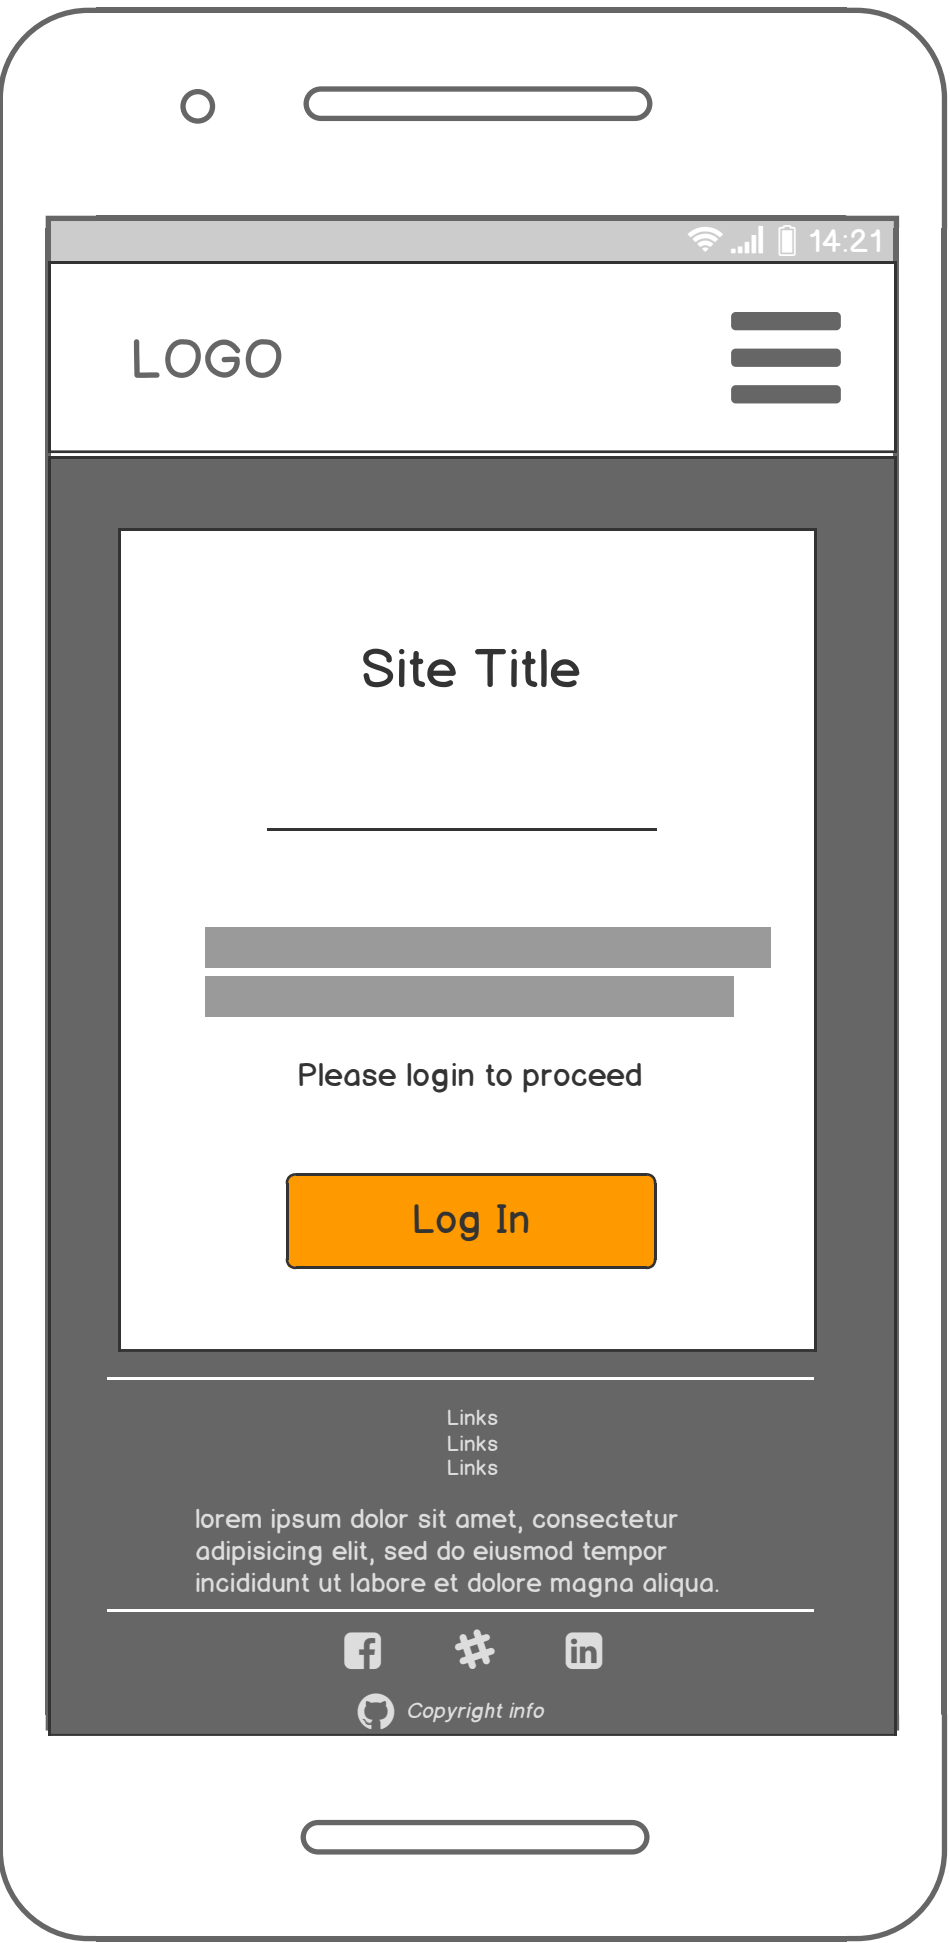 14:21
LOGO
Site Title
Please login to proceed
Log In
Links
Links
Links
lorem ipsum dolor sit amet, consectetur
adipisicing elit, sed do eiusmod tempor
incididunt ut labore et dolore magna aliqua.
Copyright info